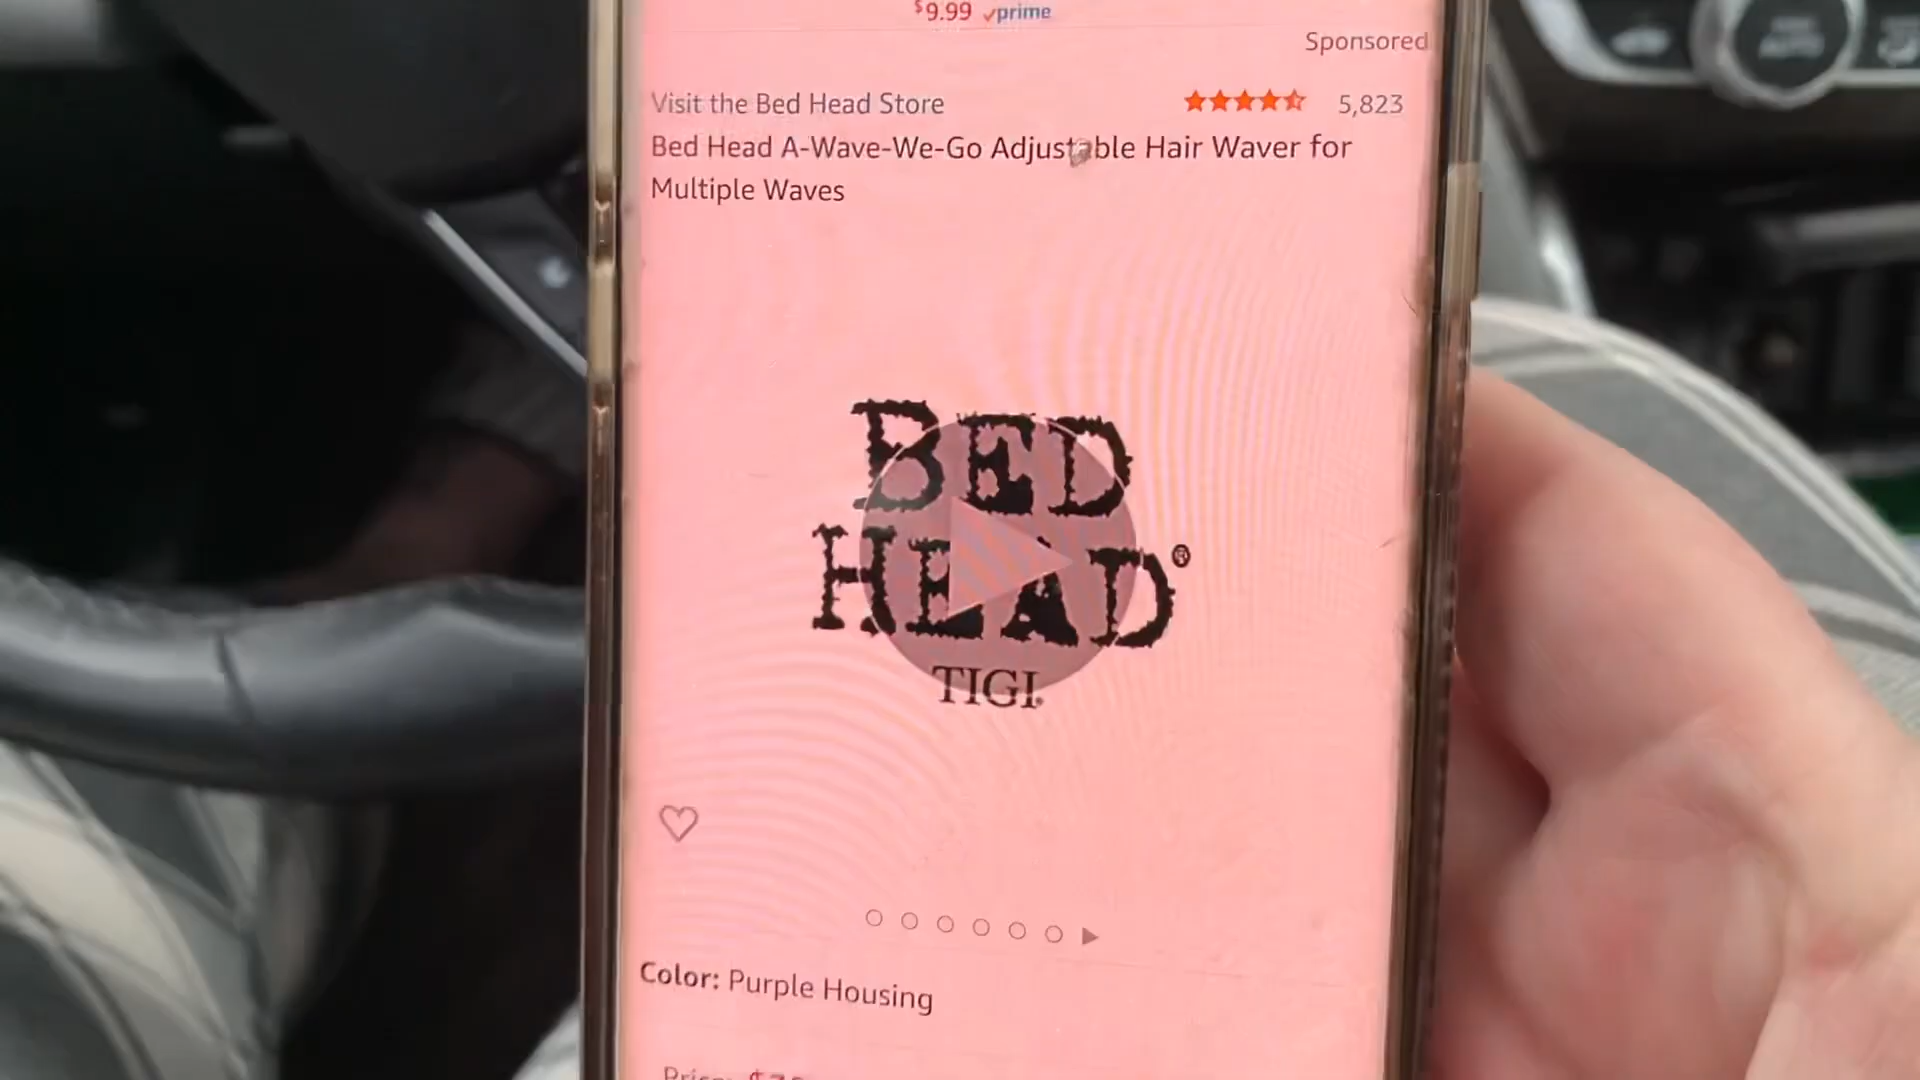 $9.99 prime
Sponsored
Visit the Bed Head Store 5,823
Bed Head A-Wave-We-Go Adjustable Hair Waver for
Multiple Waves
BED
HEAD®
TIGI
Color: Purple Housing
AUTO